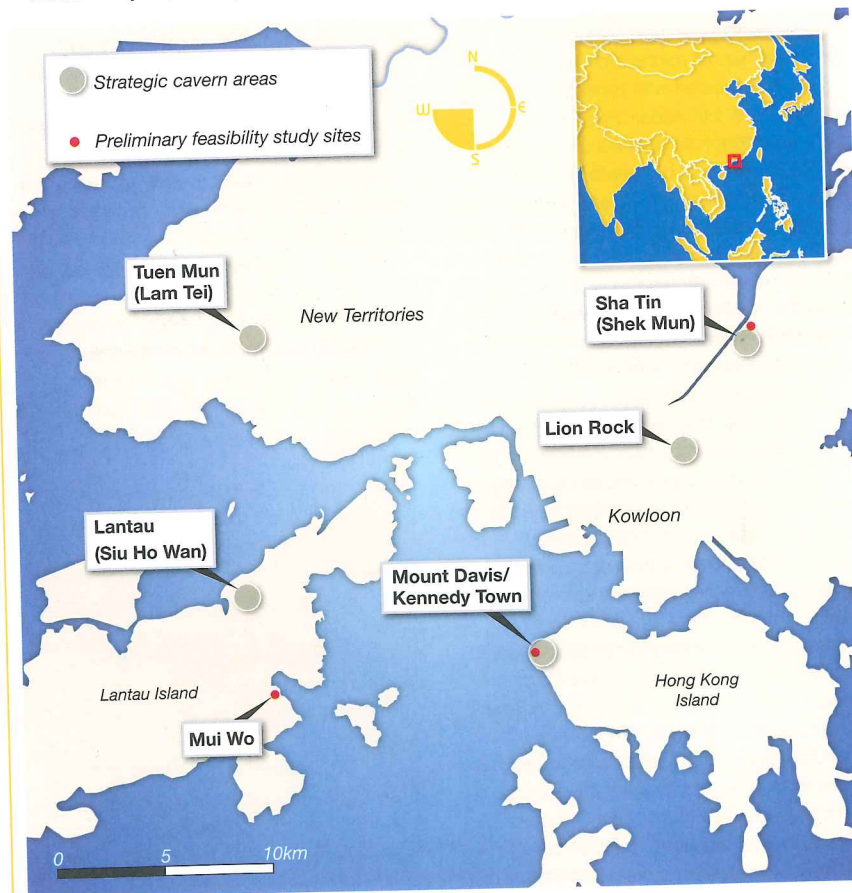 Strategic cavern areas
Preliminary feasibility study sites
N
W
E
S
Tuen Mun
(Lam Tei)
New Territories
Sha Tin
(Shek Mun)
Lion Rock
Kowloon
Lantau
(Siu Ho Wan)
Mount Davis/
Kennedy Town
Lantau Island
Hong Kong
Island
Mui Wo
0 5 10km